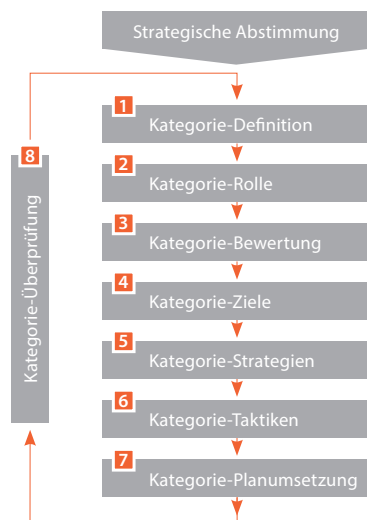 Strategische Abstimmung
1
Kategorie-Definition
2
Kategorie-Rolle
3
Kategorie-Bewertung
4
Kategorie-Ziele
5
Kategorie-Strategien
6
Kategorie-Taktiken
7
Kategorie-Planumsetzung
8
Kategorie-Überprüfung